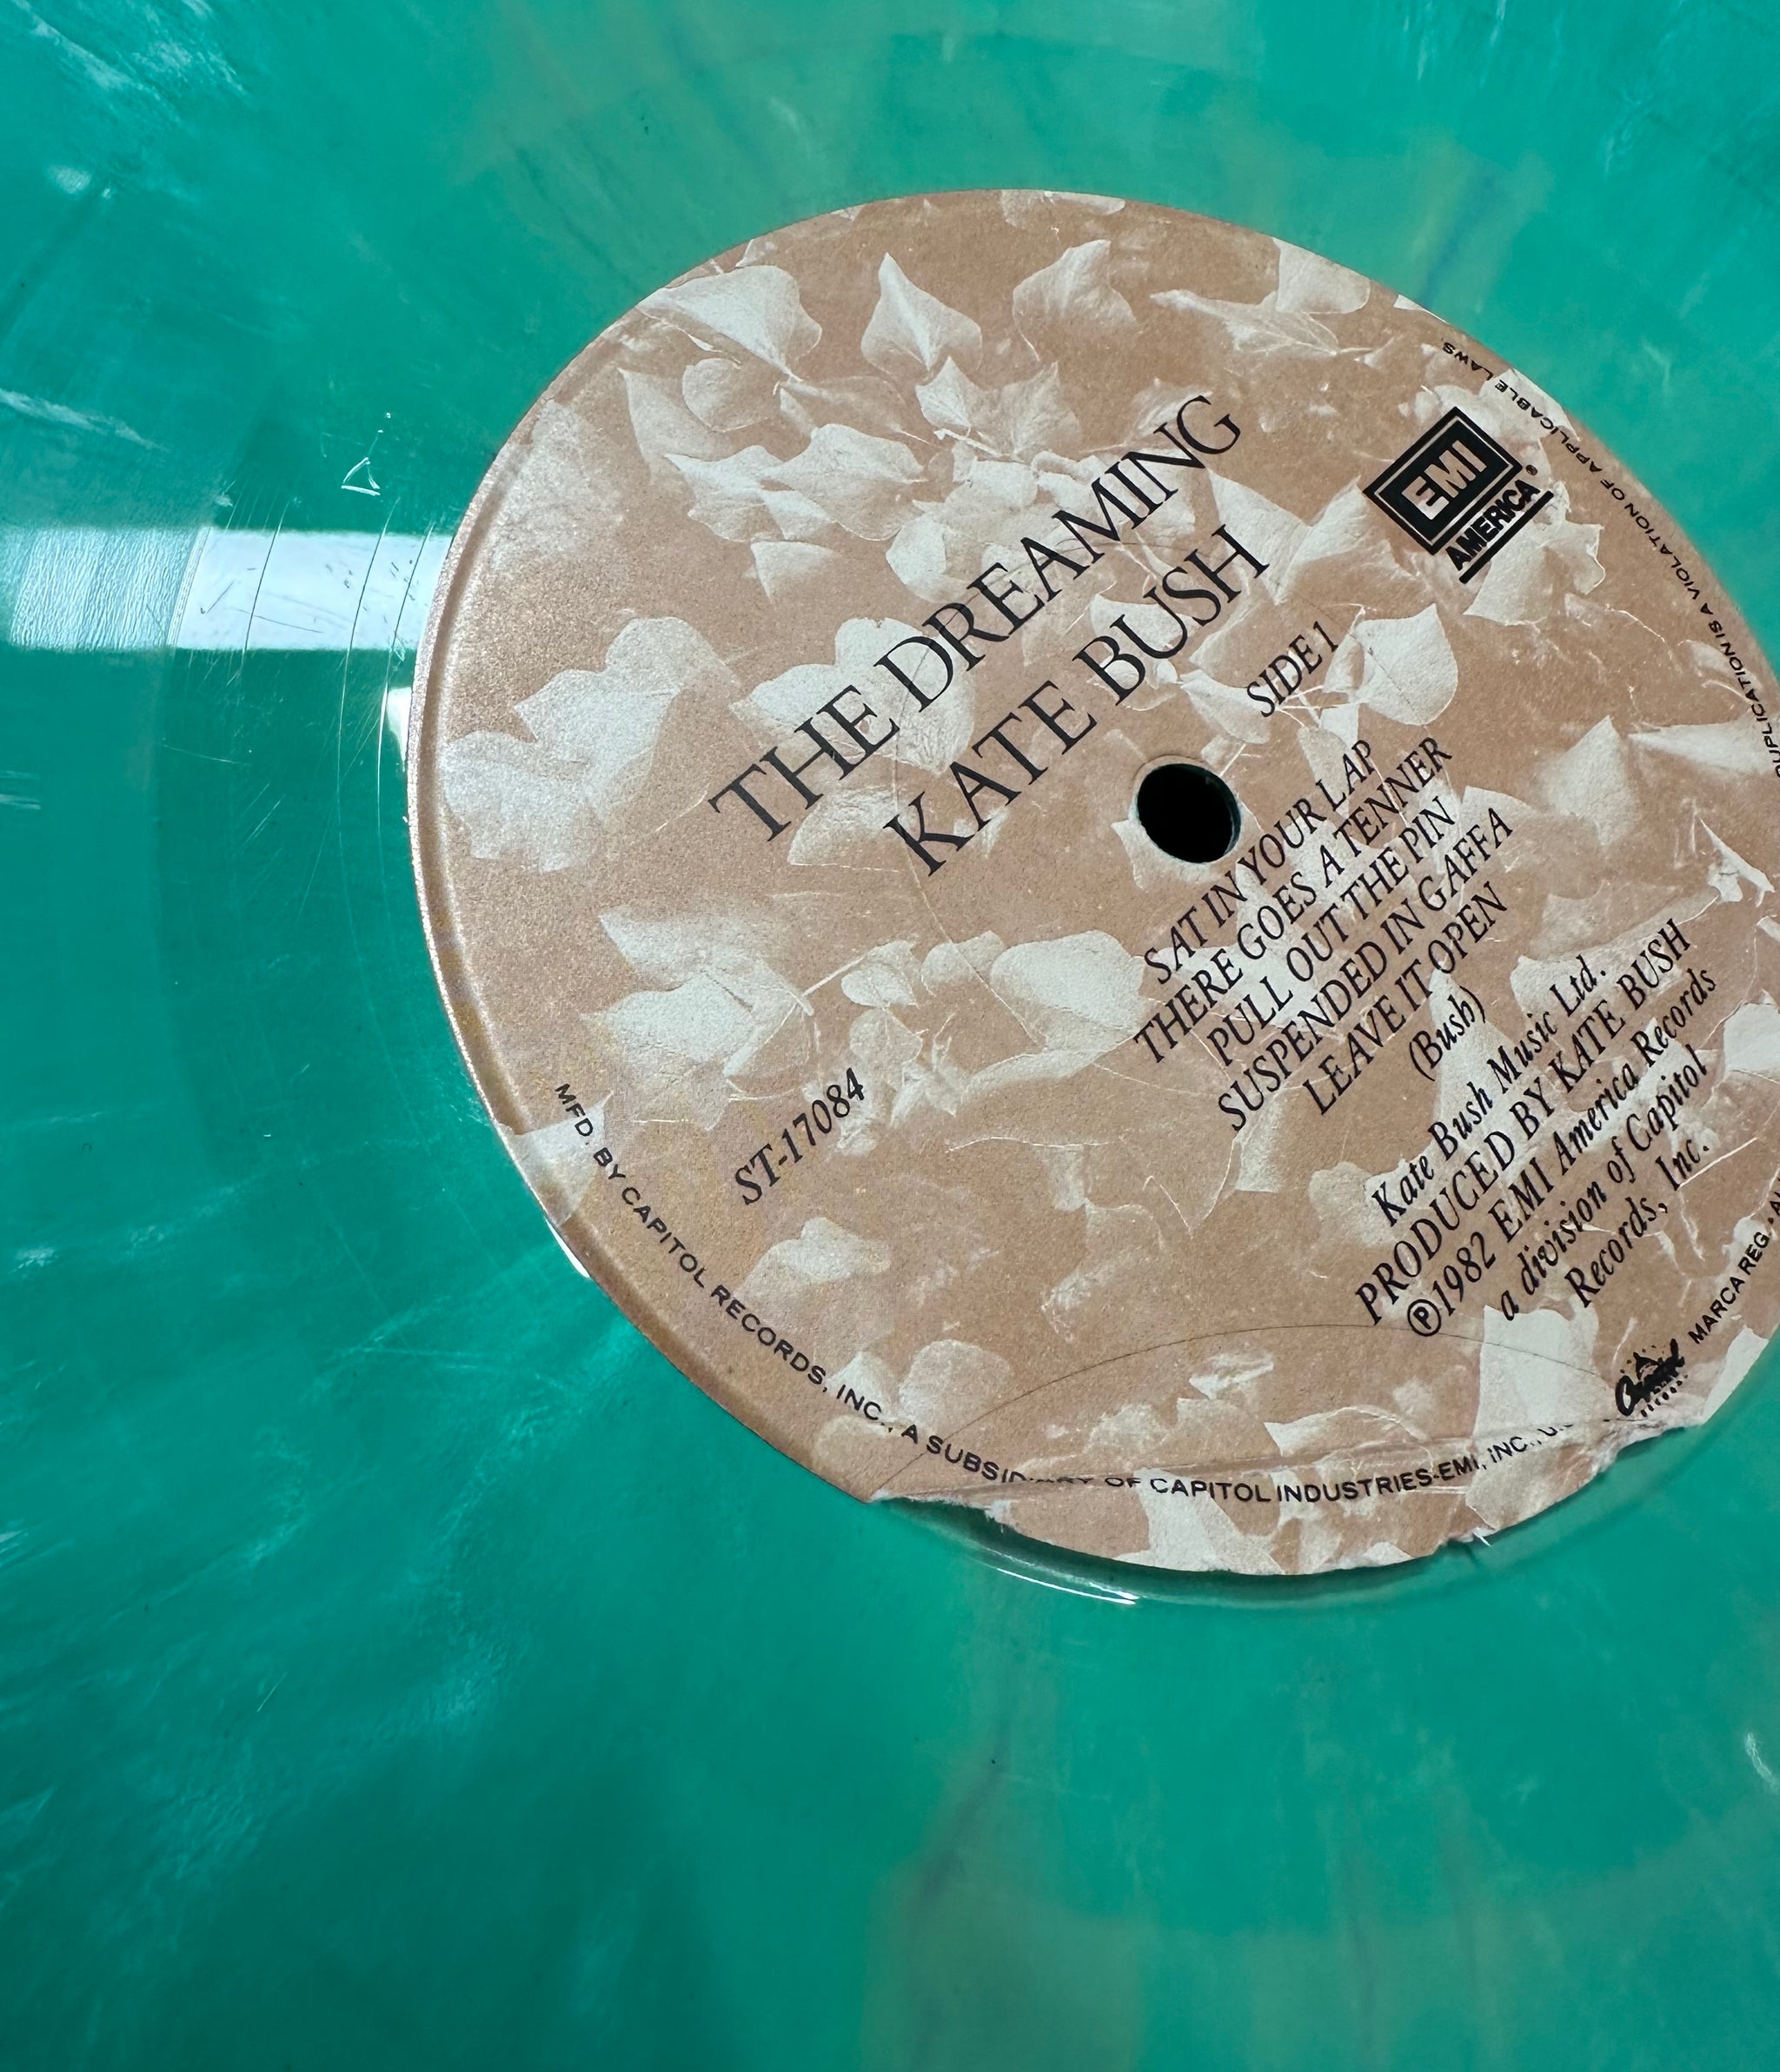 THE DREAMING
KATE BUSH
EMI
AMERICA®
SIDE 1
ST-17084
SAT IN YOUR LAP
THERE GOES A TENNER
PULL OUT THE PIN
SUSPENDED IN GAFFA
LEAVE IT OPEN
(Bush)
Kate Bush Music Ltd.
PRODUCED BY KATE BUSH
Ⓟ1982 EMI America Records
a division of Capitol
Records, Inc.
MFD. BY CAPITOL RECORDS, INC., A SUBSIDIARY OF CAPITOL INDUSTRIES-EMI, INC.,
Capitol
MARCA REG. •
IS A VIOLATION OF APPLICABLE LAWS